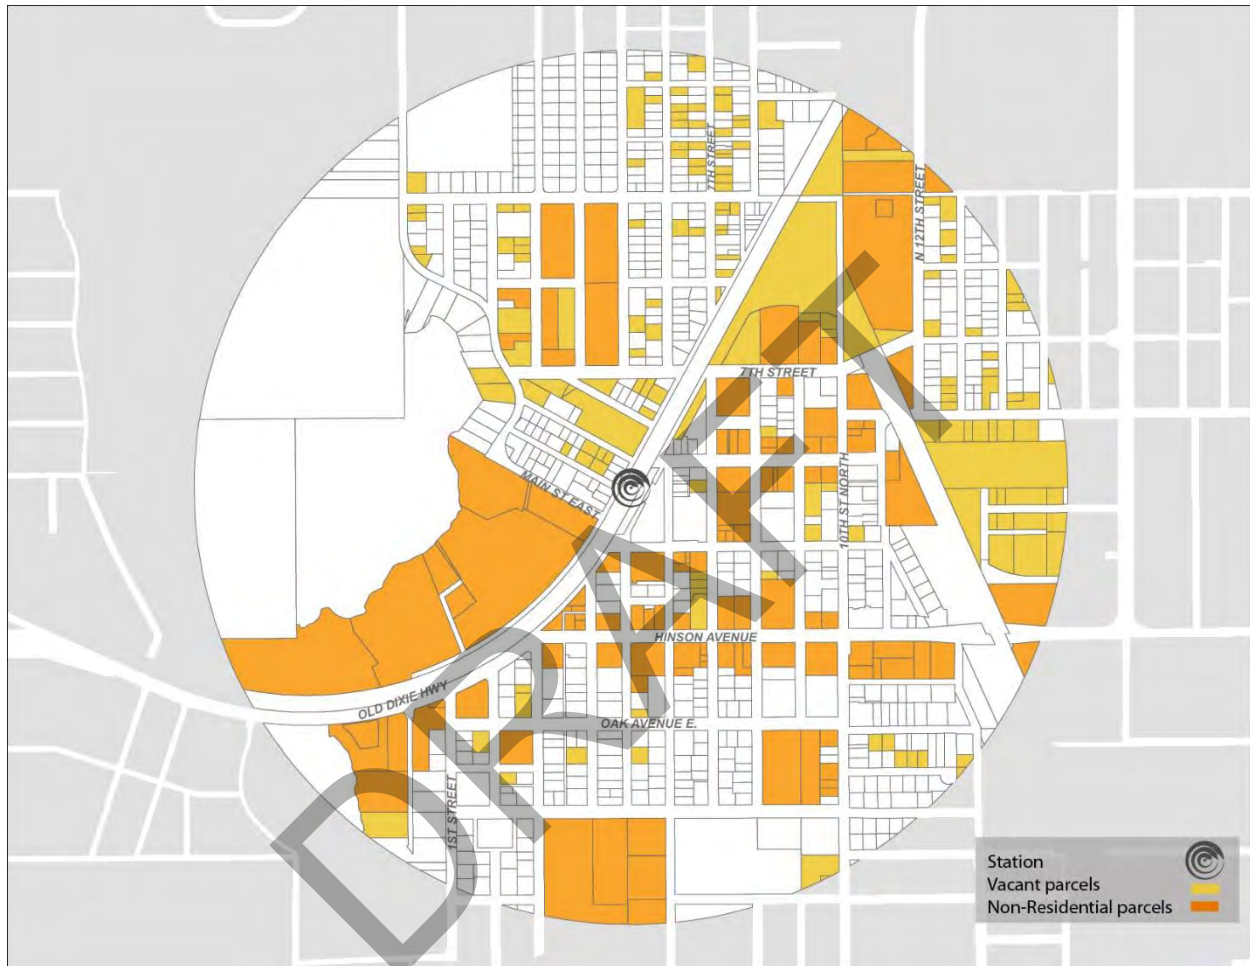 7TH STREET
N 12TH STREET
7TH STREET
MAIN ST EAST
10TH ST NORTH
HINSON AVENUE
OLD DIXIE HWY
OAK AVENUE E.
1ST STREET
DRAFT
Station
Vacant parcels
Non-Residential parcels